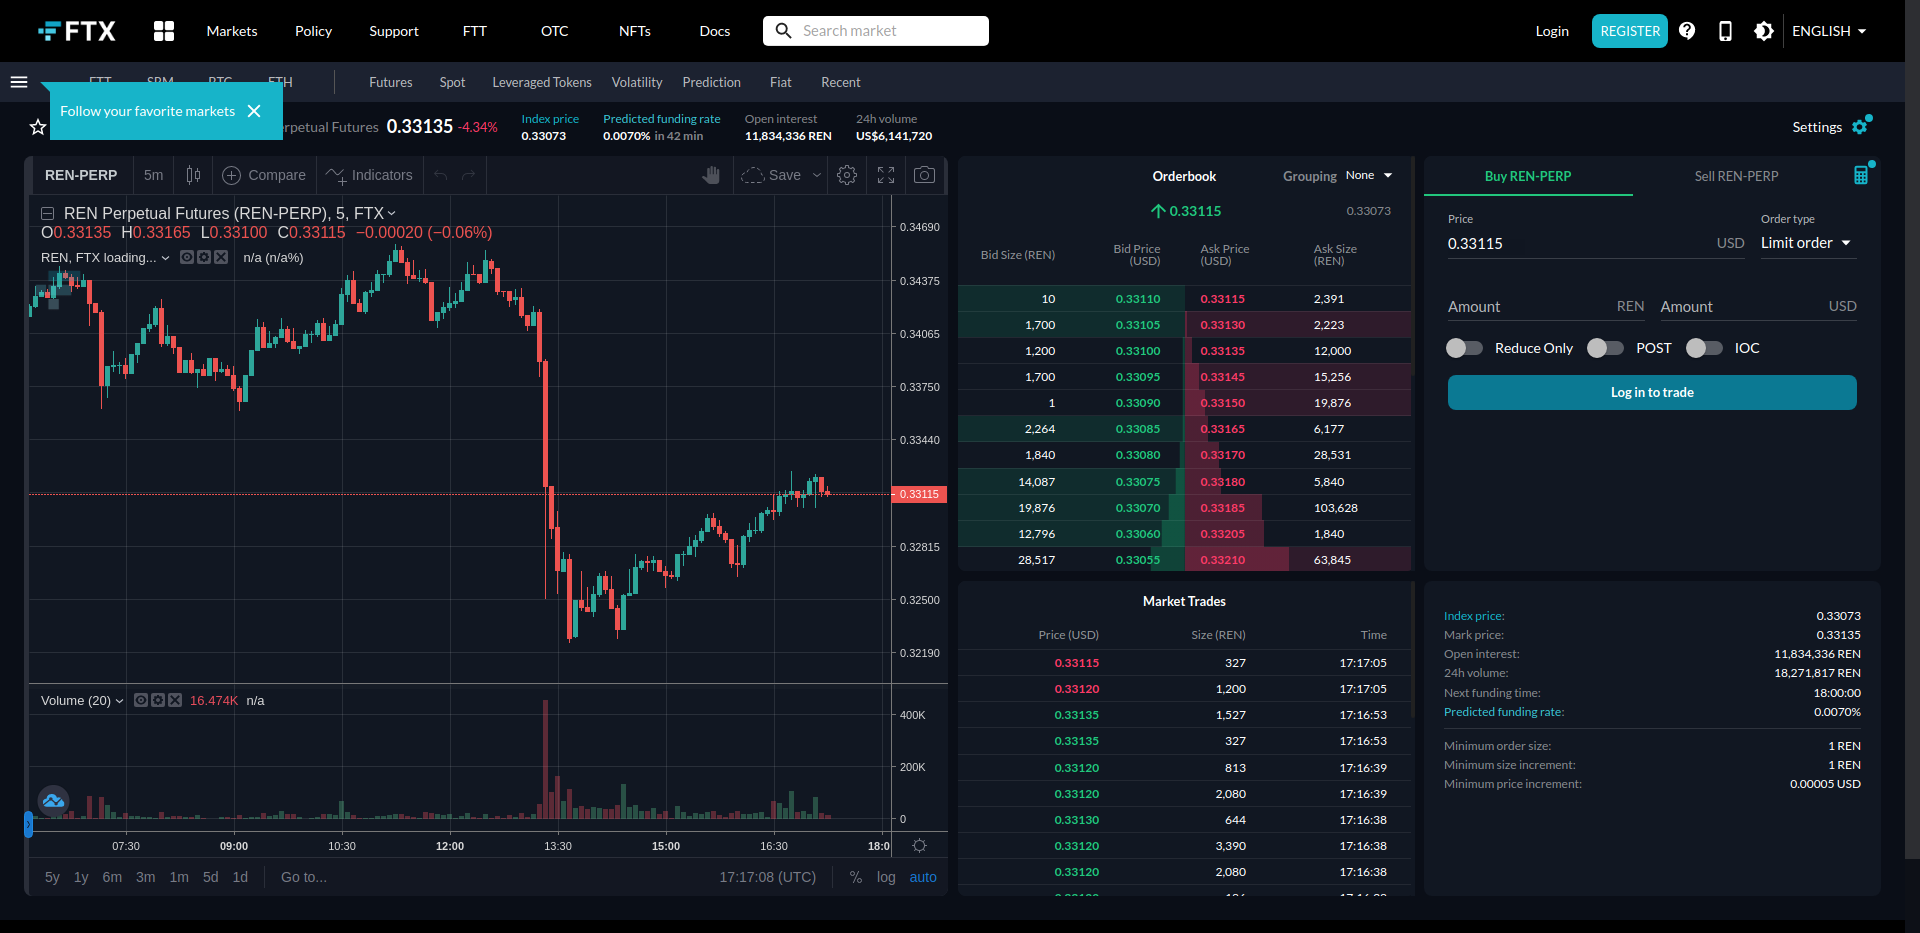 FTX Markets Policy Support FTT OTC NFTs Docs Search market Login REGISTER ENGLISH
Futures Spot Leveraged Tokens Volatility Prediction Fiat Recent
Follow your favorite markets
Perpetual Futures 0.33135 -4.34%
Index price
0.33073
Predicted funding rate
0.0070% in 42 min
Open interest
11,834,336 REN
24h volume
US$6,141,720
Settings
REN-PERP 5m Compare Indicators Save
REN Perpetual Futures (REN-PERP), 5, FTX
O0.33135 H0.33165 L0.33100 C0.33115 −0.00020 (−0.06%)
REN, FTX loading... n/a (n/a%)
0.34690
0.34375
0.34065
0.33750
0.33440
0.33115
0.32815
0.32500
0.32190
Volume (20) 16.474K n/a
400K
200K
0
07:30 09:00 10:30 12:00 13:30 15:00 16:30 18:0
5y 1y 6m 3m 1m 5d 1d Go to... 17:17:08 (UTC) % log auto
Orderbook Grouping None
0.33115 0.33073
Bid Size (REN) Bid Price (USD) Ask Price (USD) Ask Size (REN)
10 0.33110 0.33115 2,391
1,700 0.33105 0.33130 2,223
1,200 0.33100 0.33135 12,000
1,700 0.33095 0.33145 15,256
1 0.33090 0.33150 19,876
2,264 0.33085 0.33165 6,177
1,840 0.33080 0.33170 28,531
14,087 0.33075 0.33180 5,840
19,876 0.33070 0.33185 103,628
12,796 0.33060 0.33205 1,840
28,517 0.33055 0.33210 63,845
Market Trades
Price (USD) Size (REN) Time
0.33115 327 17:17:05
0.33120 1,200 17:17:05
0.33135 1,527 17:16:53
0.33135 327 17:16:53
0.33120 813 17:16:39
0.33120 2,080 17:16:39
0.33130 644 17:16:38
0.33120 3,390 17:16:38
0.33120 2,080 17:16:38
Buy REN-PERP Sell REN-PERP
Price Order type
0.33115 USD Limit order
Amount REN Amount USD
Reduce Only POST IOC
Log in to trade
Index price: 0.33073
Mark price: 0.33135
Open interest: 11,834,336 REN
24h volume: 18,271,817 REN
Next funding time: 18:00:00
Predicted funding rate: 0.0070%
Minimum order size: 1 REN
Minimum size increment: 1 REN
Minimum price increment: 0.00005 USD